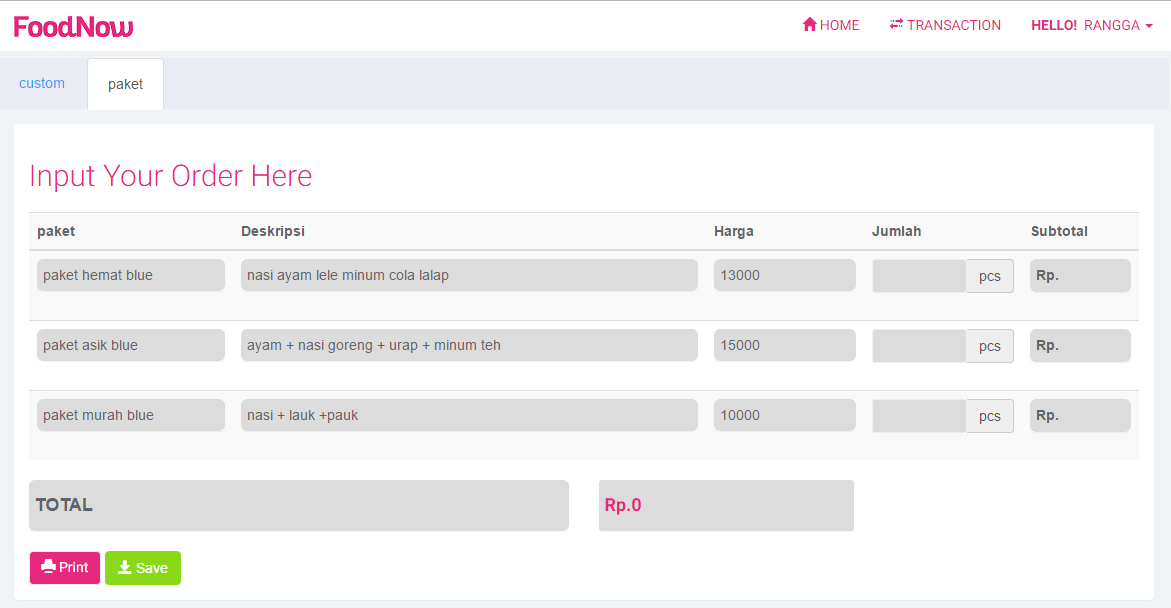 FoodNow HOME TRANSACTION HELLO! RANGGA
custom paket
Input Your Order Here
paket Deskripsi Harga Jumlah Subtotal
paket hemat blue nasi ayam lele minum cola lalap 13000 pcs Rp.
paket asik blue ayam + nasi goreng + urap + minum teh 15000 pcs Rp.
paket murah blue nasi + lauk +pauk 10000 pcs Rp.
TOTAL Rp.0
Print Save